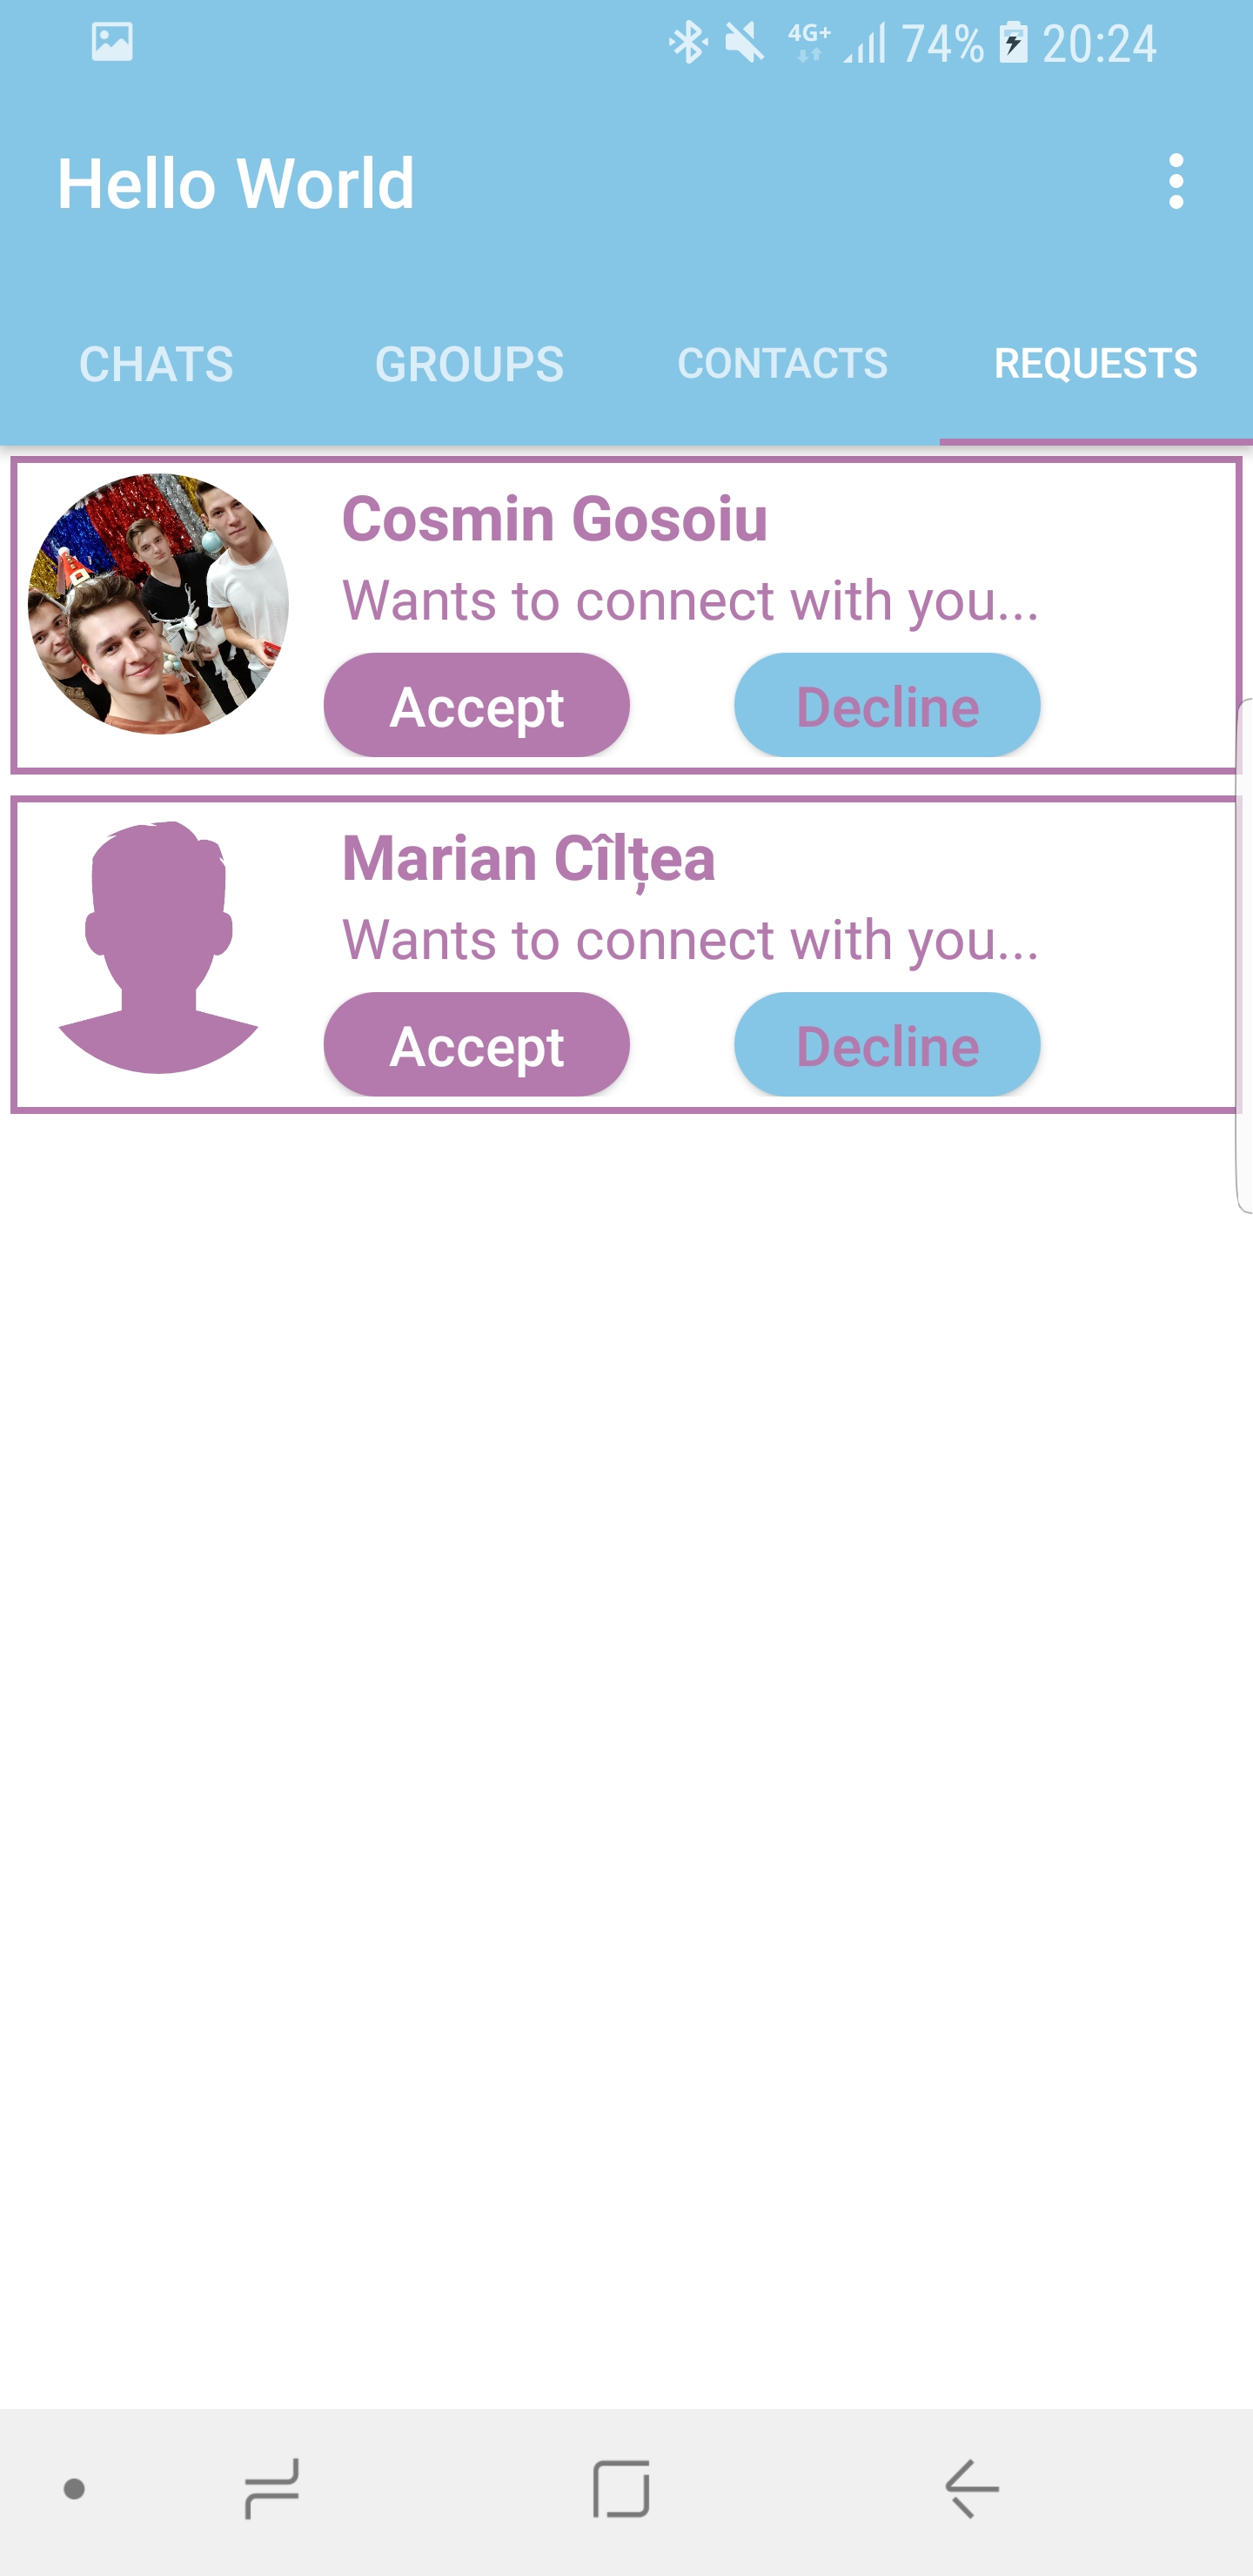 4G+ 74% 20:24
Hello World
CHATS GROUPS CONTACTS REQUESTS
Cosmin Gosoiu
Wants to connect with you...
Accept Decline
Marian Cîlțea
Wants to connect with you...
Accept Decline